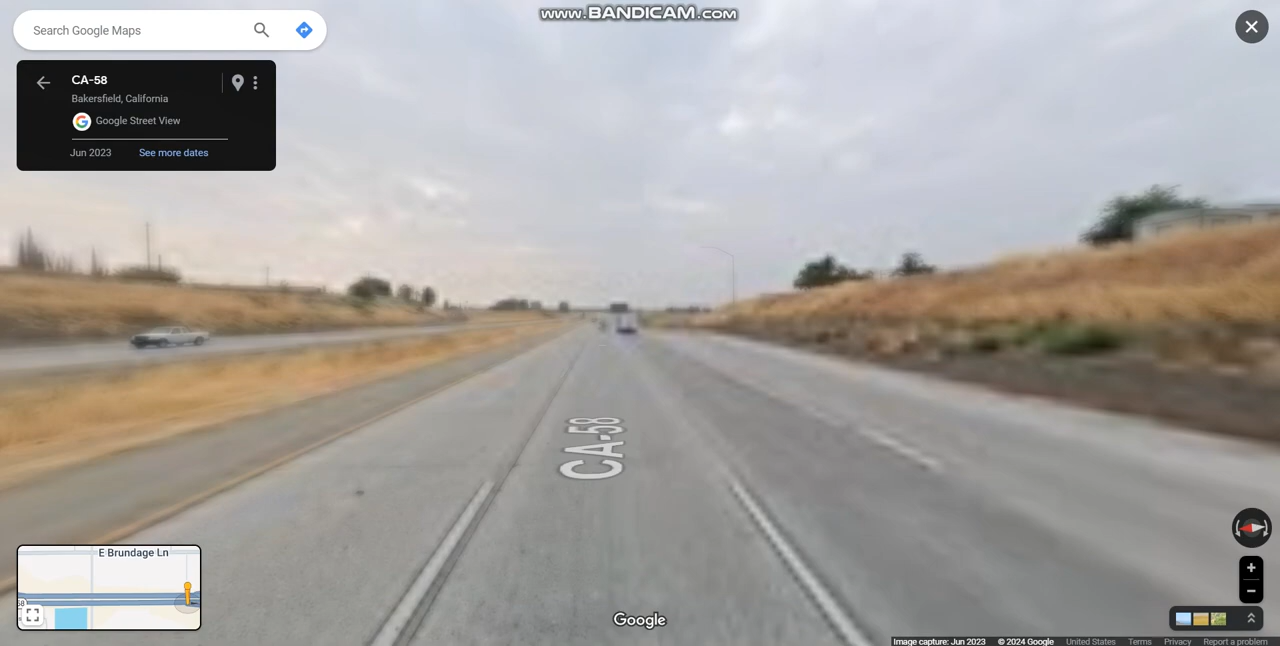 www.BANDICAM.com
Search Google Maps
CA-58
Bakersfield, California
Google Street View
Jun 2023
See more dates
CA-58
E Brundage Ln
58
Google
Image capture: Jun 2023 © 2024 Google United States Terms Privacy Report a problem